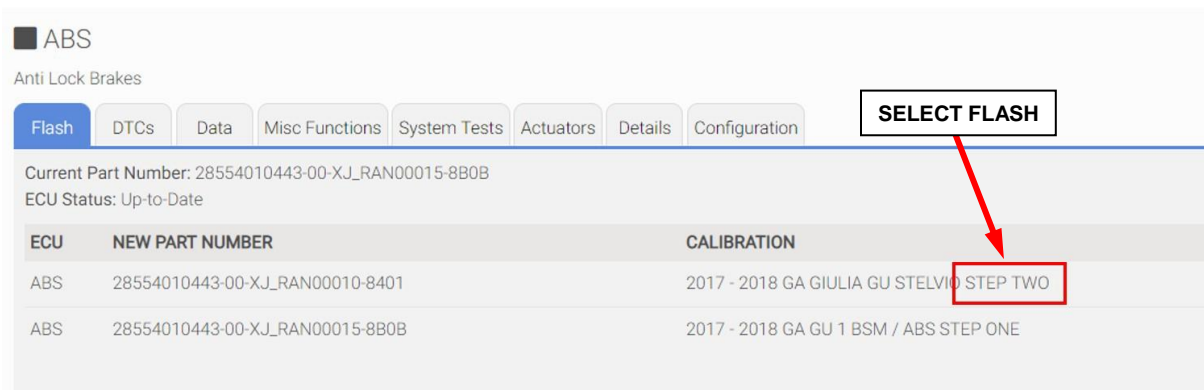 ABS
Anti Lock Brakes
Flash DTCs Data Misc Functions System Tests Actuators Details Configuration
SELECT FLASH
Current Part Number: 28554010443-00-XJ_RAN00015-8B0B
ECU Status: Up-to-Date
ECU NEW PART NUMBER CALIBRATION
ABS 28554010443-00-XJ_RAN00010-8401 2017 - 2018 GA GIULIA GU STELVIO STEP TWO
ABS 28554010443-00-XJ_RAN00015-8B0B 2017 - 2018 GA GU 1 BSM / ABS STEP ONE